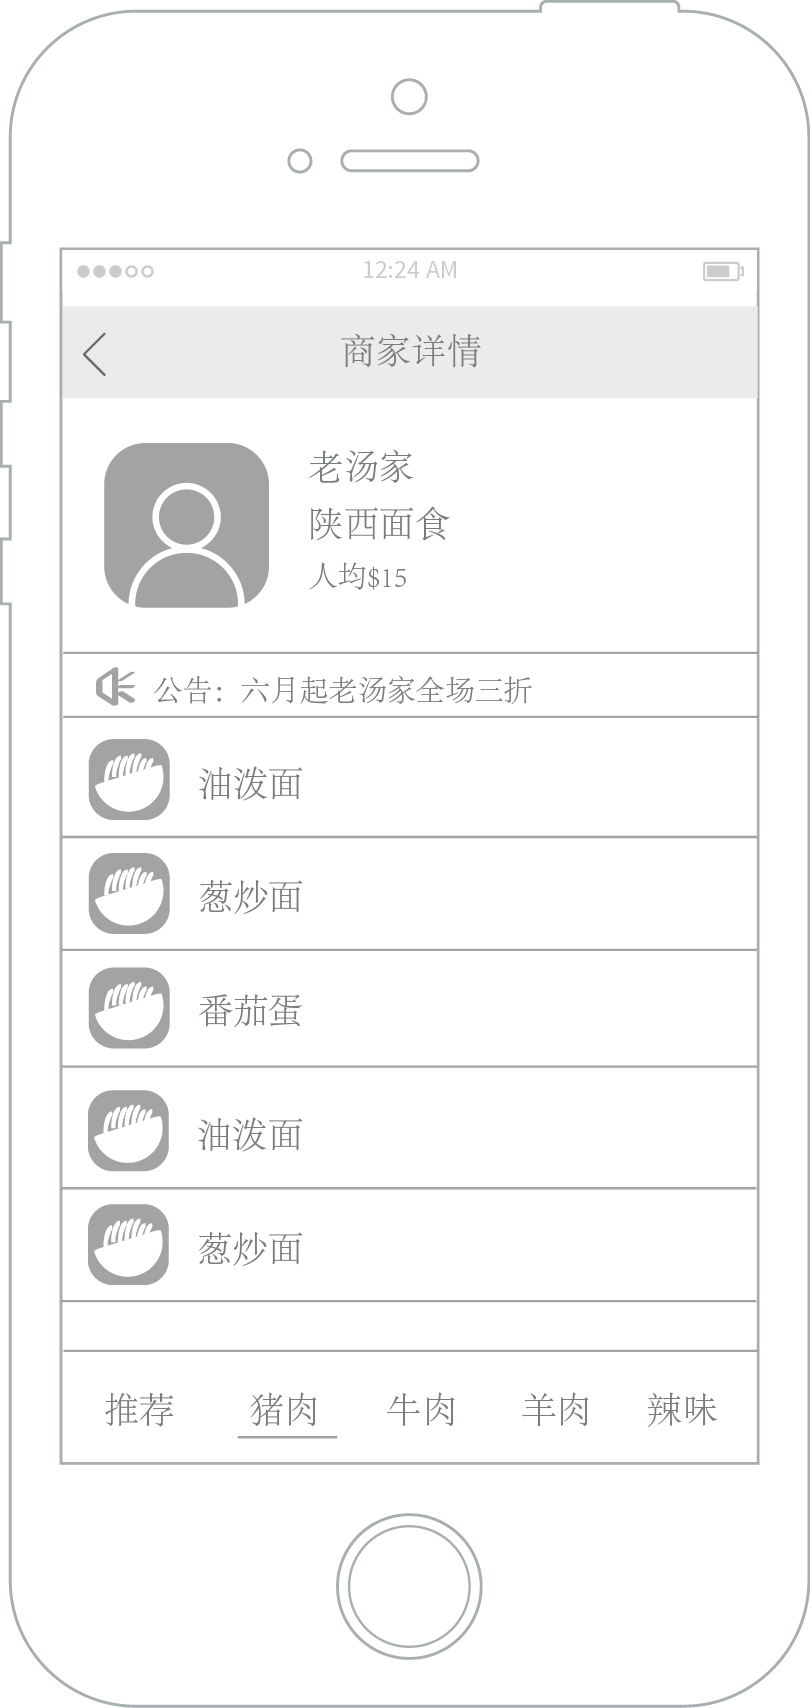 12:24 AM
商家详情
老汤家
陕西面食
人均$15
公告：六月起老汤家全场三折
油泼面
葱炒面
番茄蛋
油泼面
葱炒面
推荐 猪肉 牛肉 羊肉 辣味